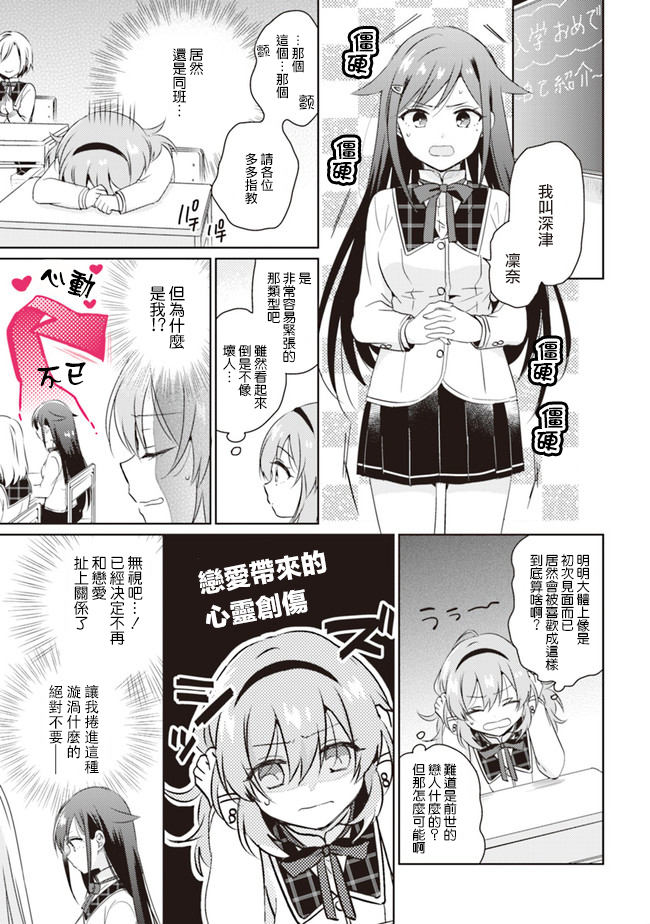 入学おめで
自己紹介~
僵硬
僵硬
我叫深津
凜奈
僵硬
僵硬
…那個
這個…那個
顫
顫
請各位
多多指教
居然
還是同班…
是
非常容易緊張的
那類型吧
雖然看起來
倒是不像
壞人…
但為什麼
是我!?
心動
不已
明明大體上像是
初次見面而已
居然會被喜歡成這樣
到底算啥啊?
うぅ~
難道是前世的
戀人什麼的?
但那怎麼可能啊
戀愛帶來的
心靈創傷
無視吧…!
已經決定不再
和戀愛
扯上關係了
讓我捲進這種
漩渦什麼的
絕對不要——